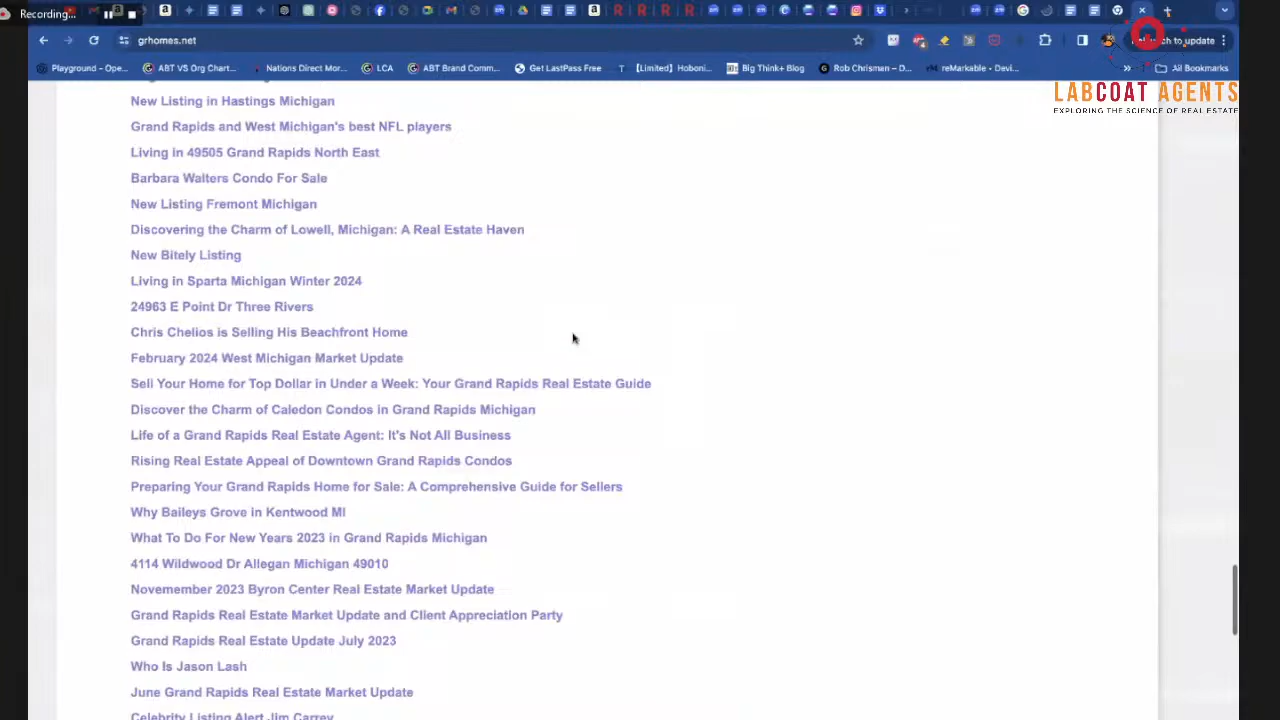 Recording...
grhomes.net
to update
Playground – Ope...
ABT VS Org Chart...
Nations Direct Mor...
LCA
ABT Brand Comm...
Get LastPass Free
[Limited] Hoboni...
Big Think+ Blog
Rob Chrisman – D...
reMarkable • Devi...
All Bookmarks
LABCOAT AGENTS
EXPLORING THE SCIENCE OF REAL ESTATE
New Listing in Hastings Michigan
Grand Rapids and West Michigan's best NFL players
Living in 49505 Grand Rapids North East
Barbara Walters Condo For Sale
New Listing Fremont Michigan
Discovering the Charm of Lowell, Michigan: A Real Estate Haven
New Bitely Listing
Living in Sparta Michigan Winter 2024
24963 E Point Dr Three Rivers
Chris Chelios is Selling His Beachfront Home
February 2024 West Michigan Market Update
Sell Your Home for Top Dollar in Under a Week: Your Grand Rapids Real Estate Guide
Discover the Charm of Caledon Condos in Grand Rapids Michigan
Life of a Grand Rapids Real Estate Agent: It's Not All Business
Rising Real Estate Appeal of Downtown Grand Rapids Condos
Preparing Your Grand Rapids Home for Sale: A Comprehensive Guide for Sellers
Why Baileys Grove in Kentwood MI
What To Do For New Years 2023 in Grand Rapids Michigan
4114 Wildwood Dr Allegan Michigan 49010
Novemember 2023 Byron Center Real Estate Market Update
Grand Rapids Real Estate Market Update and Client Appreciation Party
Grand Rapids Real Estate Update July 2023
Who Is Jason Lash
June Grand Rapids Real Estate Market Update
Celebrity Listing Alert Jim Carrey